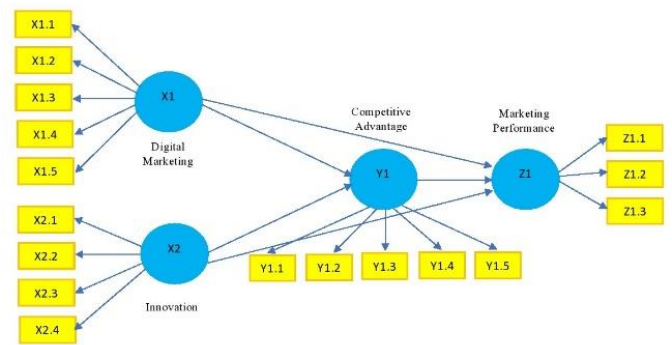 X1.1
X1.2
X1.3
X1.4
X1.5
X1
Digital
Marketing
X2.1
X2.2
X2.3
X2.4
X2
Innovation
Competitive
Advantage
Y1
Y1.1
Y1.2
Y1.3
Y1.4
Y1.5
Marketing
Performance
Z1
Z1.1
Z1.2
Z1.3